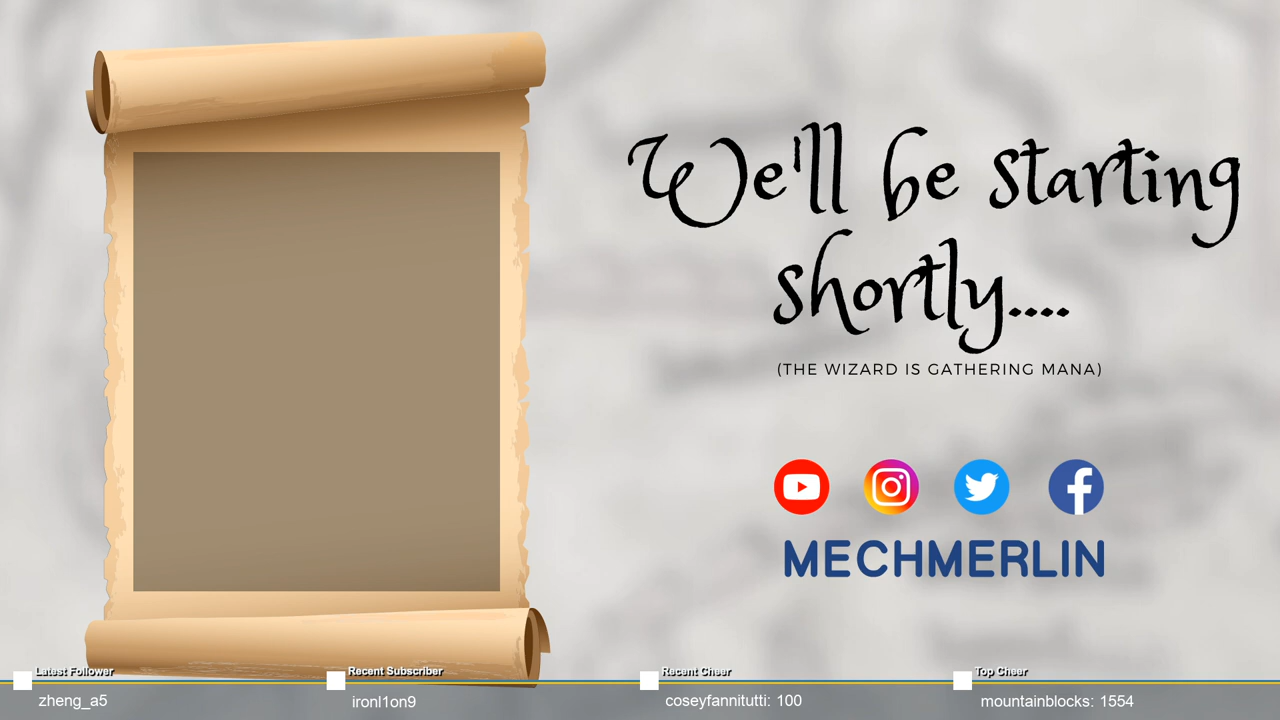 We'll be starting
shortly....
(THE WIZARD IS GATHERING MANA)
MECHMERLIN
Latest Follower
zheng_a5
Recent Subscriber
ironl1on9
Recent Cheer
coseyfannitutti: 100
Top Cheer
mountainblocks: 1554